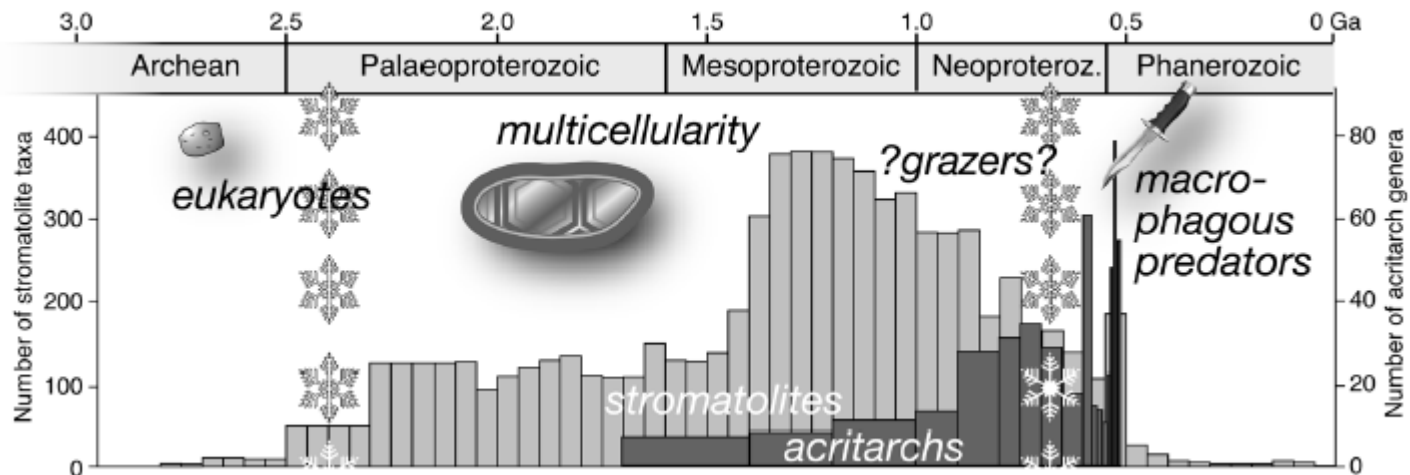 3.0 2.5 2.0 1.5 1.0 0.5 0 Ga
Archean Palaeoproterozoic Mesoproterozoic Neoproteroz. Phanerozoic
Number of stromatolite taxa
400
300
200
100
0
eukaryotes
multicellularity
?grazers?
macro-
phagous
predators
stromatolites
acritarchs
80
60
40
20
0
Number of acritarch genera